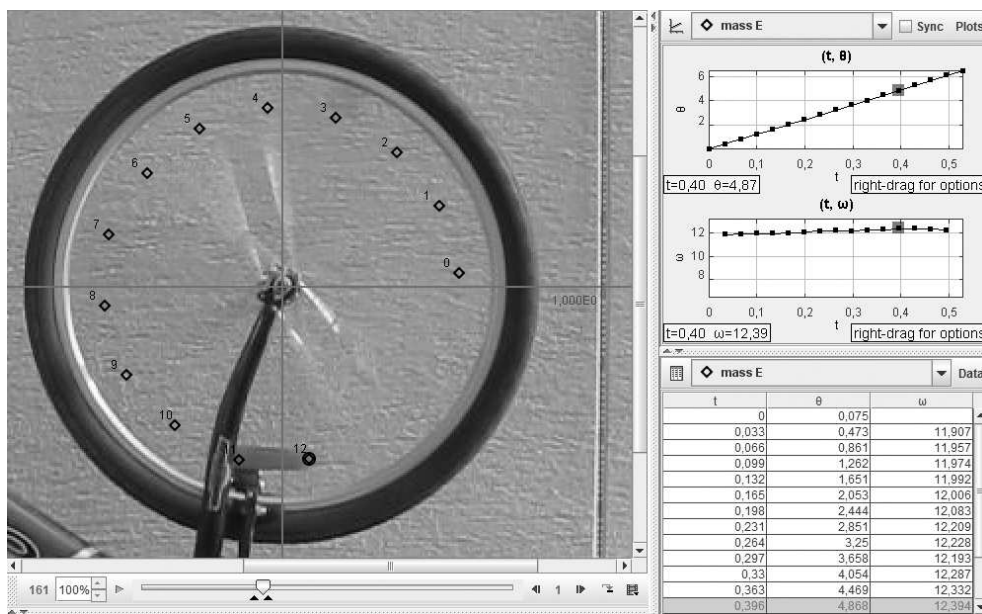 mass E
Sync Plots
(t, θ)
6
4
2
θ
0 0,1 0,2 0,3 0,4 0,5
t
t=0,40 θ=4,87
right-drag for options
(t, ω)
12
10
8
ω
0 0,1 0,2 0,3 0,4 0,5
t
t=0,40 ω=12,39
right-drag for options
4
3
5
2
6
1
7
0
8
1,000E0
9
10
11
12
161 100% 1
mass E Data
t θ ω
0 0,075
0,033 0,473 11,907
0,066 0,861 11,957
0,099 1,262 11,974
0,132 1,651 11,992
0,165 2,053 12,006
0,198 2,444 12,083
0,231 2,851 12,209
0,264 3,25 12,228
0,297 3,658 12,193
0,33 4,054 12,287
0,363 4,469 12,332
0,396 4,868 12,394